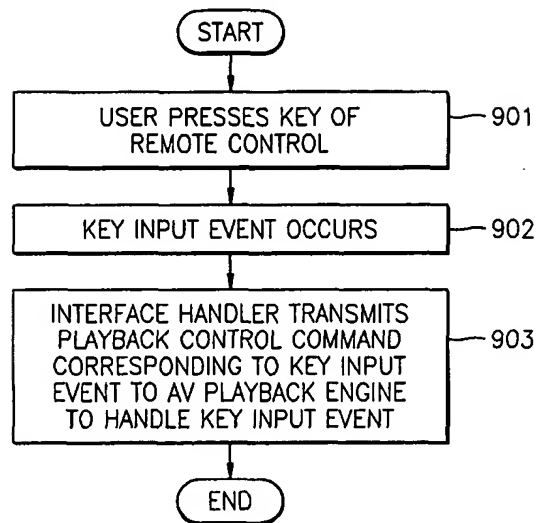 START
USER PRESSES KEY OF
REMOTE CONTROL
901
KEY INPUT EVENT OCCURS
902
INTERFACE HANDLER TRANSMITS
PLAYBACK CONTROL COMMAND
CORRESPONDING TO KEY INPUT
EVENT TO AV PLAYBACK ENGINE
TO HANDLE KEY INPUT EVENT
903
END